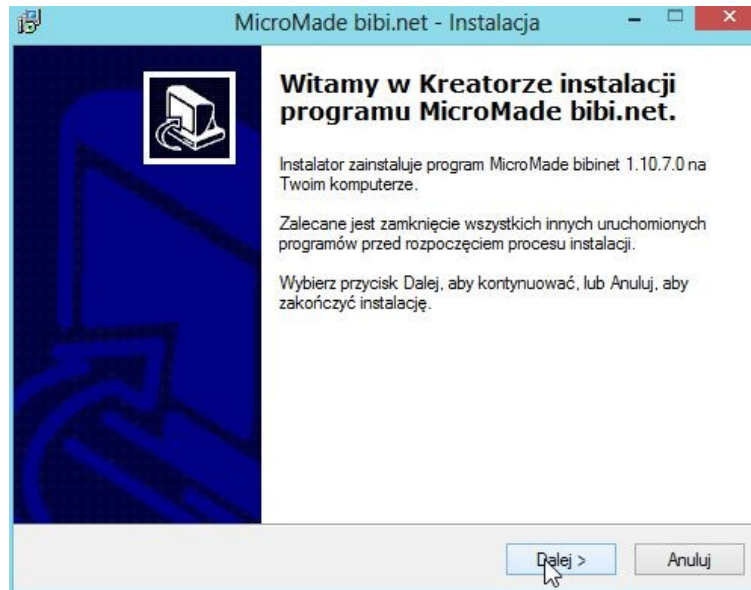 MicroMade bibi.net - Instalacja
Witamy w Kreatorze instalacji
programu MicroMade bibi.net.
Instalator zainstaluje program MicroMade bibinet 1.10.7.0 na
Twoim komputerze.
Zalecane jest zamknięcie wszystkich innych uruchomionych
programów przed rozpoczęciem procesu instalacji.
Wybierz przycisk Dalej, aby kontynuować, lub Anuluj, aby
zakończyć instalację.
Dalej > Anuluj